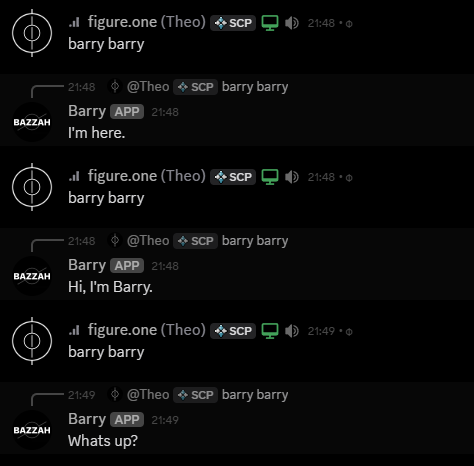 figure.one (Theo) SCP 21:48 • Φ
barry barry
21:48 @Theo SCP barry barry
BAZZAH
Barry APP 21:48
I'm here.
figure.one (Theo) SCP 21:48 • Φ
barry barry
21:48 @Theo SCP barry barry
BAZZAH
Barry APP 21:48
Hi, I'm Barry.
figure.one (Theo) SCP 21:49 • Φ
barry barry
21:49 @Theo SCP barry barry
BAZZAH
Barry APP 21:49
Whats up?